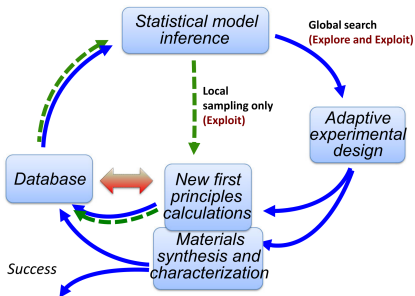 Statistical model
inference
Global search
(Explore and Exploit)
Local
sampling only
(Exploit)
Adaptive
experimental
design
Database
New first
principles
calculations
Materials
synthesis and
characterization
Success